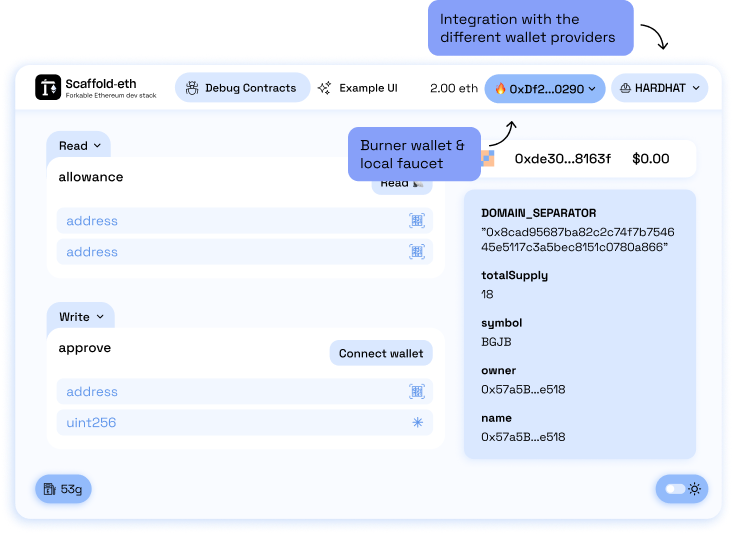 Integration with the
different wallet providers
Scaffold-eth
Forkable Ethereum dev stack
Debug Contracts
Example UI
2.00 eth
0xDf2...0290
HARDHAT
Burner wallet &
local faucet
Read
allowance
Read
address
address
0xde30...8163f
$0.00
DOMAIN_SEPARATOR
"0x8cad95687ba82c2c74f7b7546
45e5117c3a5bec8151c0780a866"
totalSupply
18
symbol
BGJB
owner
0x57a5B...e518
name
0x57a5B...e518
Write
approve
Connect wallet
address
uint256
53g